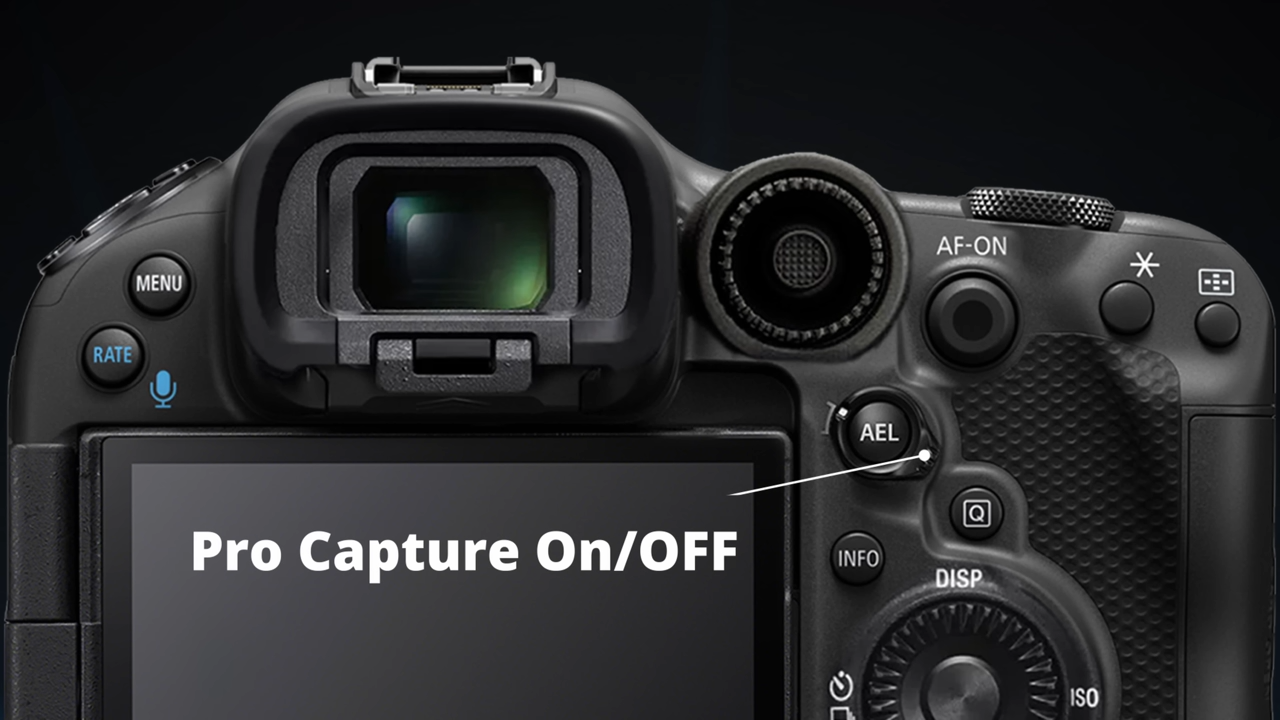 AF-ON
MENU
RATE
AEL
Q
Pro Capture On/OFF
INFO
DISP
ISO